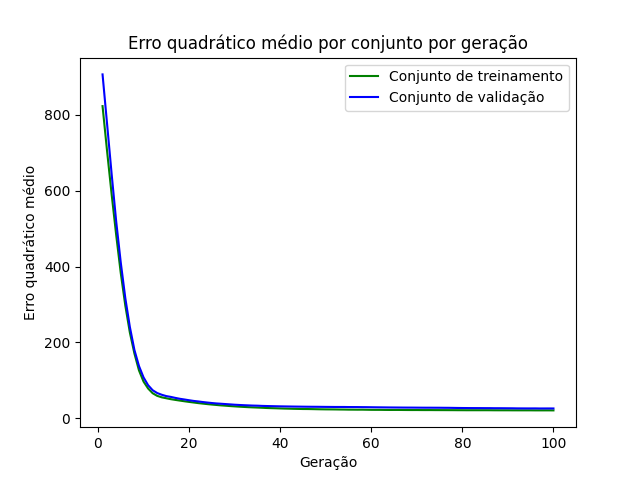 Erro quadrático médio por conjunto por geração
Conjunto de treinamento
Conjunto de validação
Erro quadrático médio
800
600
400
200
0
0 20 40 60 80 100
Geração